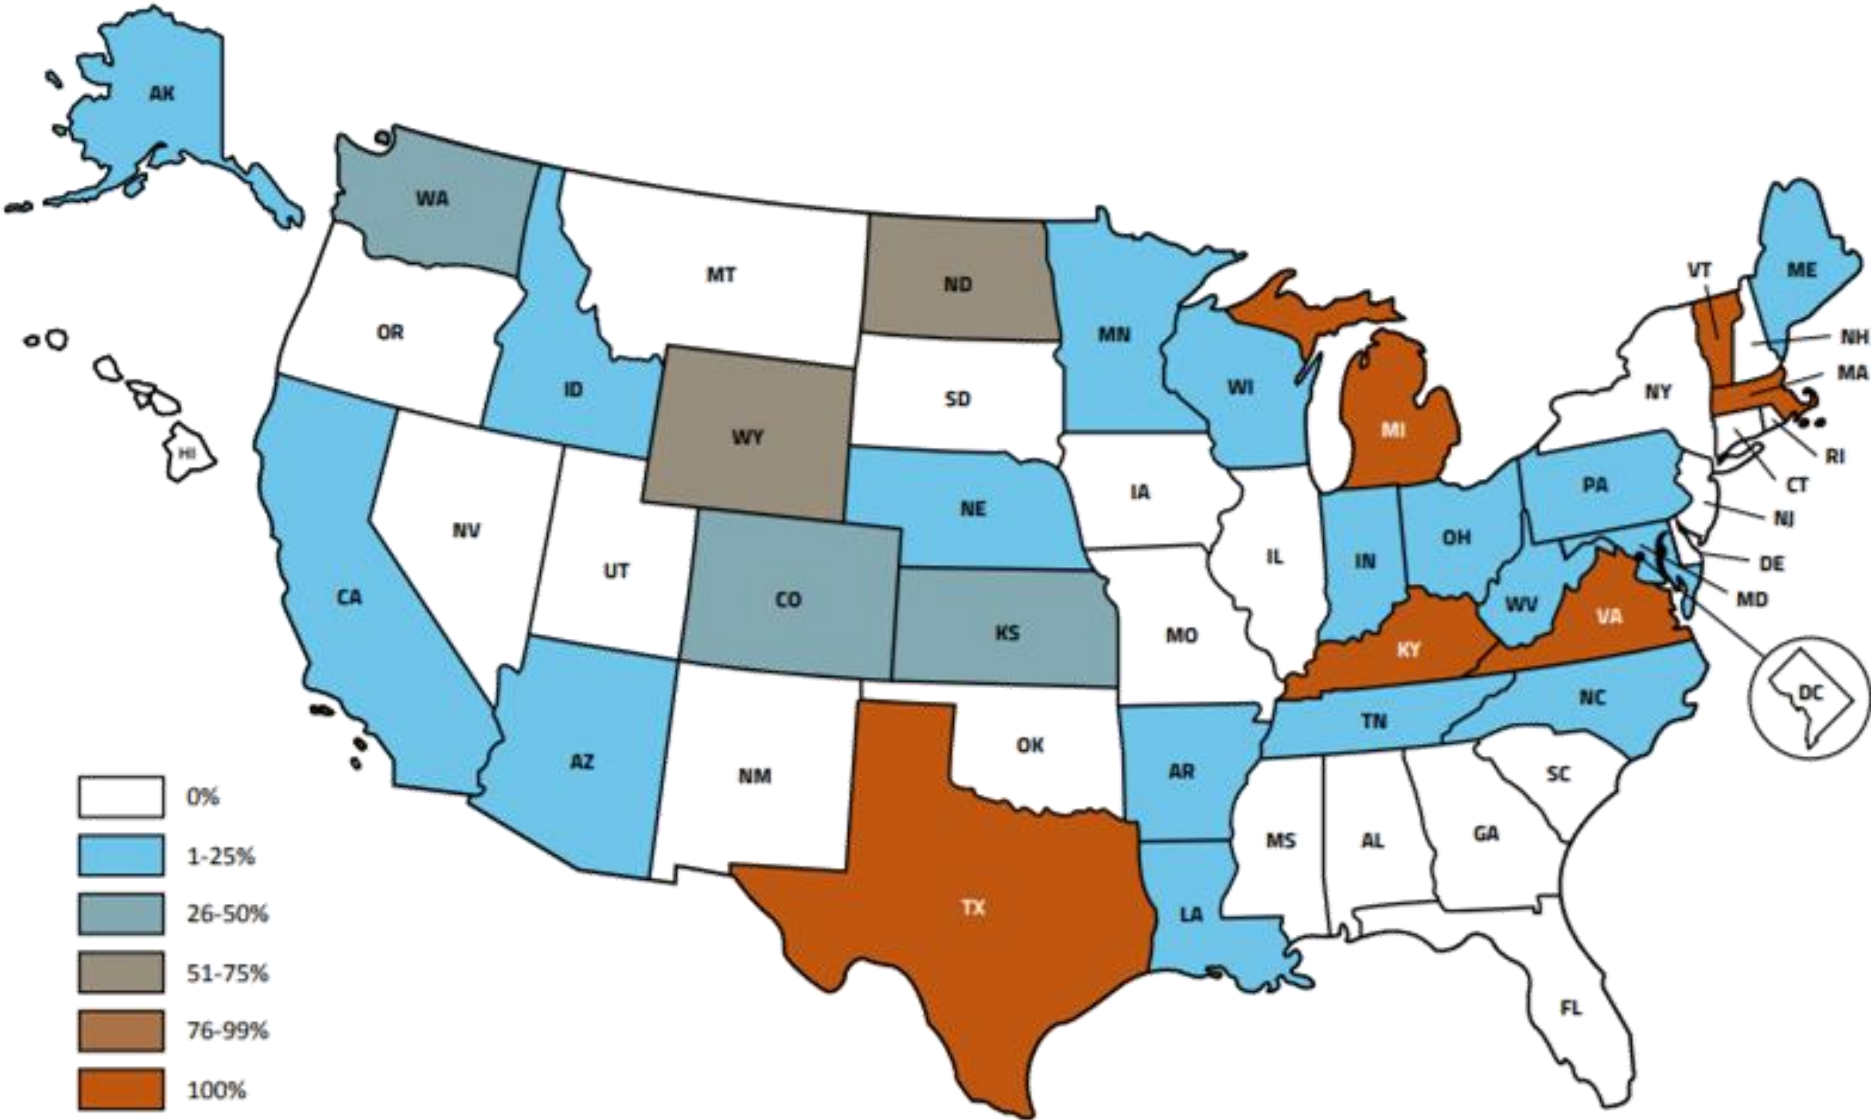 AK
WA
MT
ND
MN
VT
ME
OR
ID
WY
SD
WI
MI
NY
NH
MA
RI
CT
NJ
DE
MD
HI
NV
UT
CO
NE
KS
IA
MO
IL
IN
OH
PA
WV
VA
KY
CA
AZ
NM
OK
TX
AR
LA
TN
NC
SC
MS
AL
GA
FL
DC
0%
1-25%
26-50%
51-75%
76-99%
100%